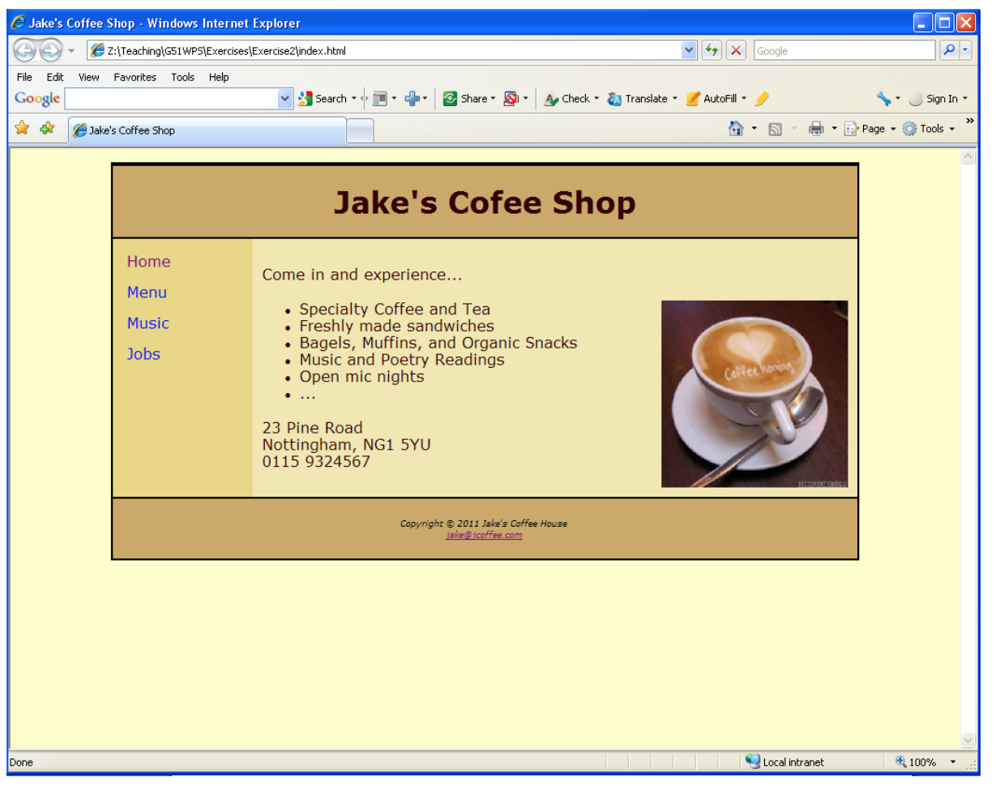 Jake's Coffee Shop - Windows Internet Explorer
Z:\Teaching\G51WPS\Exercises\Exercise2\index.html
Google
File Edit View Favorites Tools Help
Google Search Share Check Translate AutoFill Sign In
Jake's Coffee Shop Page Tools »
Jake's Cofee Shop
Home
Menu
Music
Jobs
Come in and experience...
• Specialty Coffee and Tea
• Freshly made sandwiches
• Bagels, Muffins, and Organic Snacks
• Music and Poetry Readings
• Open mic nights
• ...
23 Pine Road
Nottingham, NG1 5YU
0115 9324567
Coffee Morning
Copyright © 2011 Jake's Coffee House
jake@jcoffee.com
Done Local intranet 100%